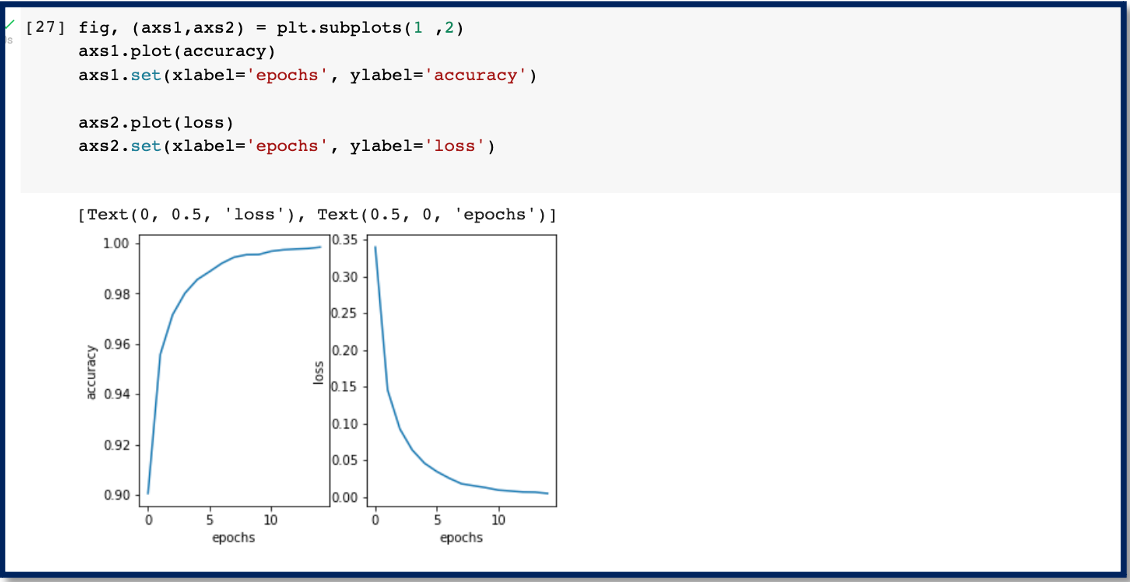 [27] fig, (axs1,axs2) = plt.subplots(1 ,2)
axs1.plot(accuracy)
axs1.set(xlabel='epochs', ylabel='accuracy')
axs2.plot(loss)
axs2.set(xlabel='epochs', ylabel='loss')
[Text(0, 0.5, 'loss'), Text(0.5, 0, 'epochs')]
1.00
0.98
0.96
0.94
0.92
0.90
accuracy
0 5 10
epochs
0.35
0.30
0.25
0.20
0.15
0.10
0.05
0.00
loss
0 5 10
epochs